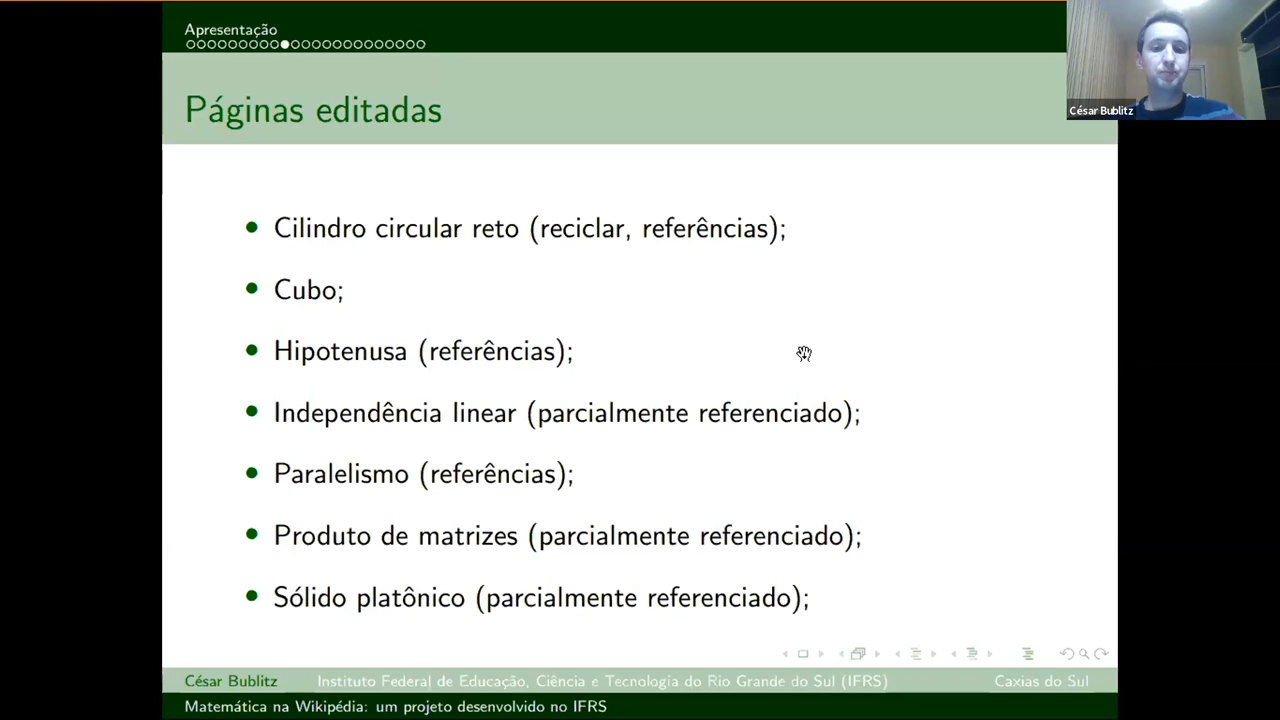 Apresentação
César Bublitz
Páginas editadas
• Cilindro circular reto (reciclar, referências);
• Cubo;
• Hipotenusa (referências);
• Independência linear (parcialmente referenciado);
• Paralelismo (referências);
• Produto de matrizes (parcialmente referenciado);
• Sólido platônico (parcialmente referenciado);
César Bublitz Instituto Federal de Educação, Ciência e Tecnologia do Rio Grande do Sul (IFRS) Caxias do Sul
Matemática na Wikipédia: um projeto desenvolvido no IFRS